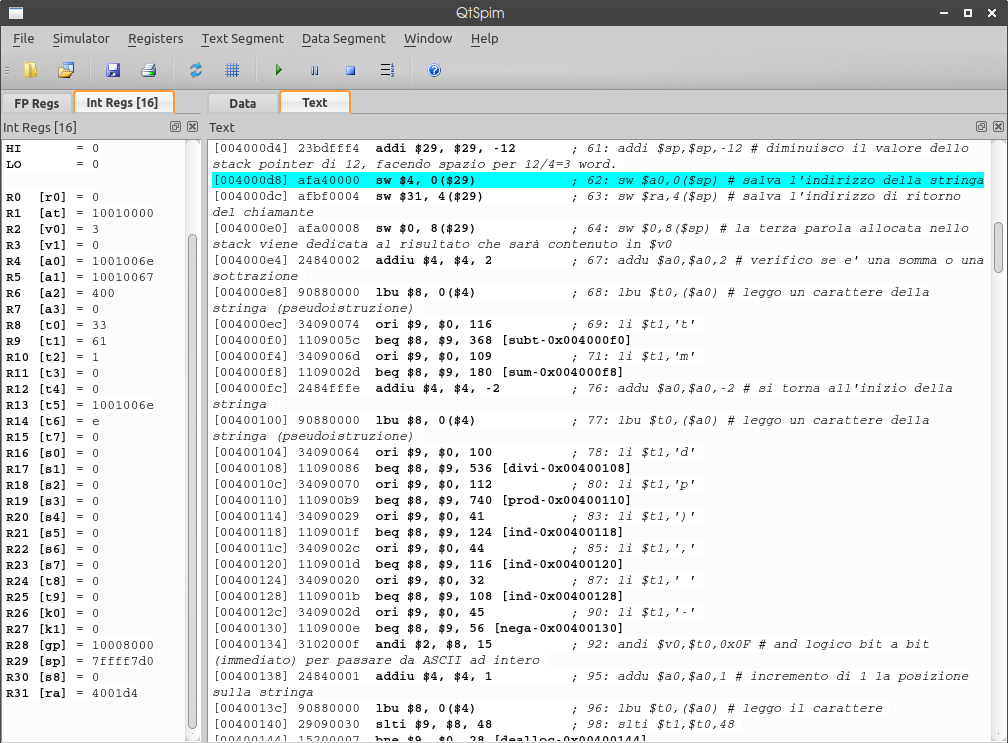 QtSpim
File Simulator Registers Text Segment Data Segment Window Help
FP Regs Int Regs [16] Data Text
Int Regs [16]
HI = 0
LO = 0
R0 [r0] = 0
R1 [at] = 10010000
R2 [v0] = 3
R3 [v1] = 0
R4 [a0] = 1001006e
R5 [a1] = 10010067
R6 [a2] = 400
R7 [a3] = 0
R8 [t0] = 33
R9 [t1] = 61
R10 [t2] = 1
R11 [t3] = 0
R12 [t4] = 0
R13 [t5] = 1001006e
R14 [t6] = e
R15 [t7] = 0
R16 [s0] = 0
R17 [s1] = 0
R18 [s2] = 0
R19 [s3] = 0
R20 [s4] = 0
R21 [s5] = 0
R22 [s6] = 0
R23 [s7] = 0
R24 [t8] = 0
R25 [t9] = 0
R26 [k0] = 0
R27 [k1] = 0
R28 [gp] = 10008000
R29 [sp] = 7ffff7d0
R30 [s8] = 0
R31 [ra] = 4001d4
Text
[004000d4] 23bdfff4 addi $29, $29, -12 ; 61: addi $sp,$sp,-12 # diminuisco il valore dello
stack pointer di 12, facendo spazio per 12/4=3 word.
[004000d8] afa40000 sw $4, 0($29) ; 62: sw $a0,0($sp) # salva l'indirizzo della stringa
[004000dc] afbf0004 sw $31, 4($29) ; 63: sw $ra,4($sp) # salva l'indirizzo di ritorno
del chiamante
[004000e0] afa00008 sw $0, 8($29) ; 64: sw $0,8($sp) # la terza parola allocata nello
stack viene dedicata al risultato che sarà contenuto in $v0
[004000e4] 24840002 addiu $4, $4, 2 ; 67: addu $a0,$a0,2 # verifico se e' una somma o una
sottrazione
[004000e8] 90880000 lbu $8, 0($4) ; 68: lbu $t0,($a0) # leggo un carattere della
stringa (pseudoistruzione)
[004000ec] 34090074 ori $9, $0, 116 ; 69: li $t1,'t'
[004000f0] 1109005c beq $8, $9, 368 [subt-0x004000f0]
[004000f4] 3409006d ori $9, $0, 109 ; 71: li $t1,'m'
[004000f8] 1109002d beq $8, $9, 180 [sum-0x004000f8]
[004000fc] 2484fffe addiu $4, $4, -2 ; 76: addu $a0,$a0,-2 # si torna all'inizio della
stringa
[00400100] 90880000 lbu $8, 0($4) ; 77: lbu $t0,($a0) # leggo un carattere della
stringa (pseudoistruzione)
[00400104] 34090064 ori $9, $0, 100 ; 78: li $t1,'d'
[00400108] 11090086 beq $8, $9, 536 [divi-0x00400108]
[0040010c] 34090070 ori $9, $0, 112 ; 80: li $t1,'p'
[00400110] 110900b9 beq $8, $9, 740 [prod-0x00400110]
[00400114] 34090029 ori $9, $0, 41 ; 83: li $t1,')'
[00400118] 1109001f beq $8, $9, 124 [ind-0x00400118]
[0040011c] 3409002c ori $9, $0, 44 ; 85: li $t1,','
[00400120] 1109001d beq $8, $9, 116 [ind-0x00400120]
[00400124] 34090020 ori $9, $0, 32 ; 87: li $t1,' '
[00400128] 1109001b beq $8, $9, 108 [ind-0x00400128]
[0040012c] 3409002d ori $9, $0, 45 ; 90: li $t1,'-'
[00400130] 1109000e beq $8, $9, 56 [nega-0x00400130]
[00400134] 3102000f andi $2, $8, 15 ; 92: andi $v0,$t0,0x0F # and logico bit a bit
(immediato) per passare da ASCII ad intero
[00400138] 24840001 addiu $4, $4, 1 ; 95: addu $a0,$a0,1 # incremento di 1 la posizione
sulla stringa
[0040013c] 90880000 lbu $8, 0($4) ; 96: lbu $t0,($a0) # leggo il carattere
[00400140] 29090030 slti $9, $8, 48 ; 98: slti $t1,$t0,48
[00400144] 15200007 bne $9, $0, 28 [dealloc-0x00400144]